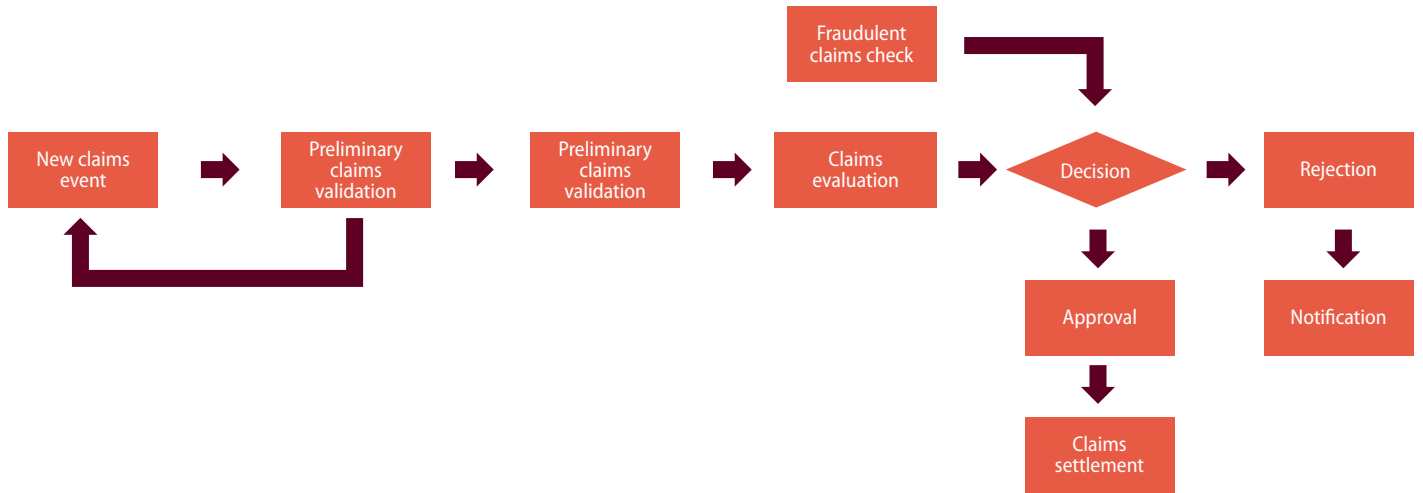 Fraudulent
claims check
New claims
event
Preliminary
claims
validation
Preliminary
claims
validation
Claims
evaluation
Decision
Rejection
Approval
Notification
Claims
settlement